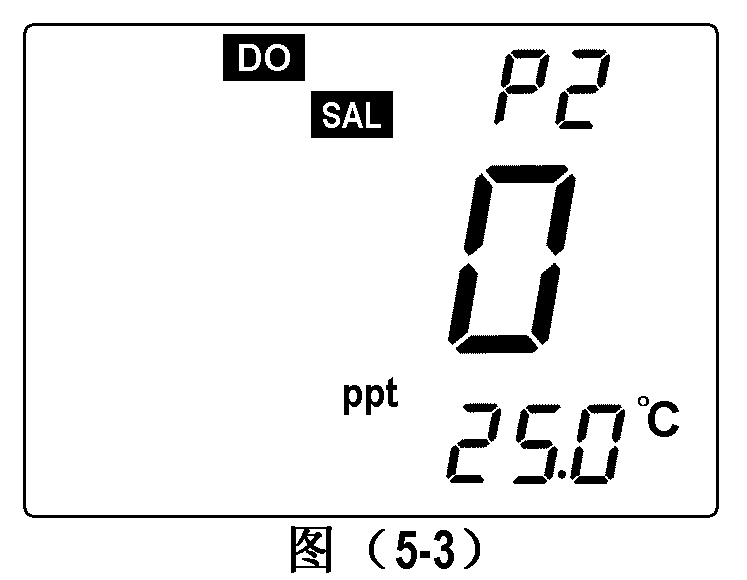 DO
P2
SAL
0
ppt
25.0 ℃
图（5-3）